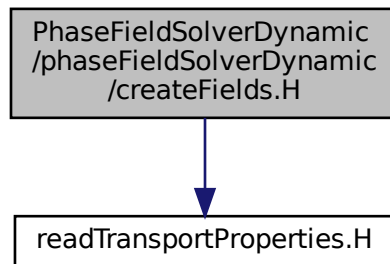 PhaseFieldSolverDynamic
/phaseFieldSolverDynamic
/createFields.H
readTransportProperties.H